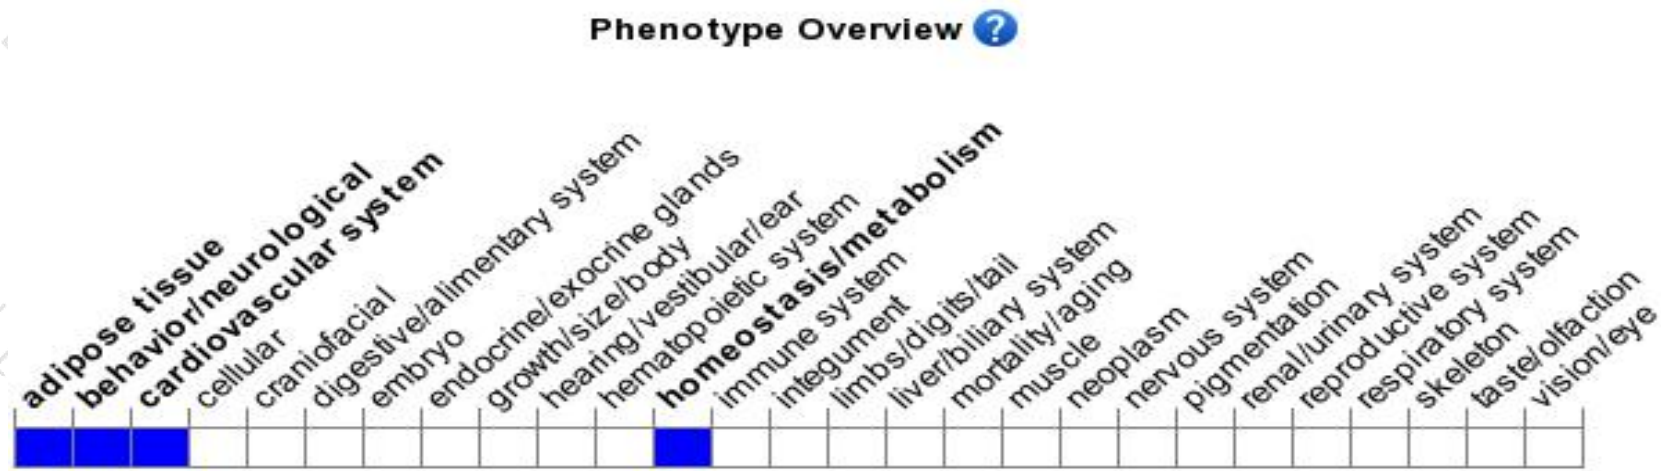 Phenotype Overview ?
adipose tissue
behavior/neurological
cardiovascular system
cellular
craniofacial
digestive/alimentary system
embryo
endocrine/exocrine glands
growth/size/body
hearing/vestibular/ear
hematopoietic system
homeostasis/metabolism
immune system
integument
limbs/digits/tail
liver/biliary system
mortality/aging
muscle
neoplasm
nervous system
pigmentation
renal/urinary system
reproductive system
respiratory system
skeleton
taste/olfaction
vision/eye